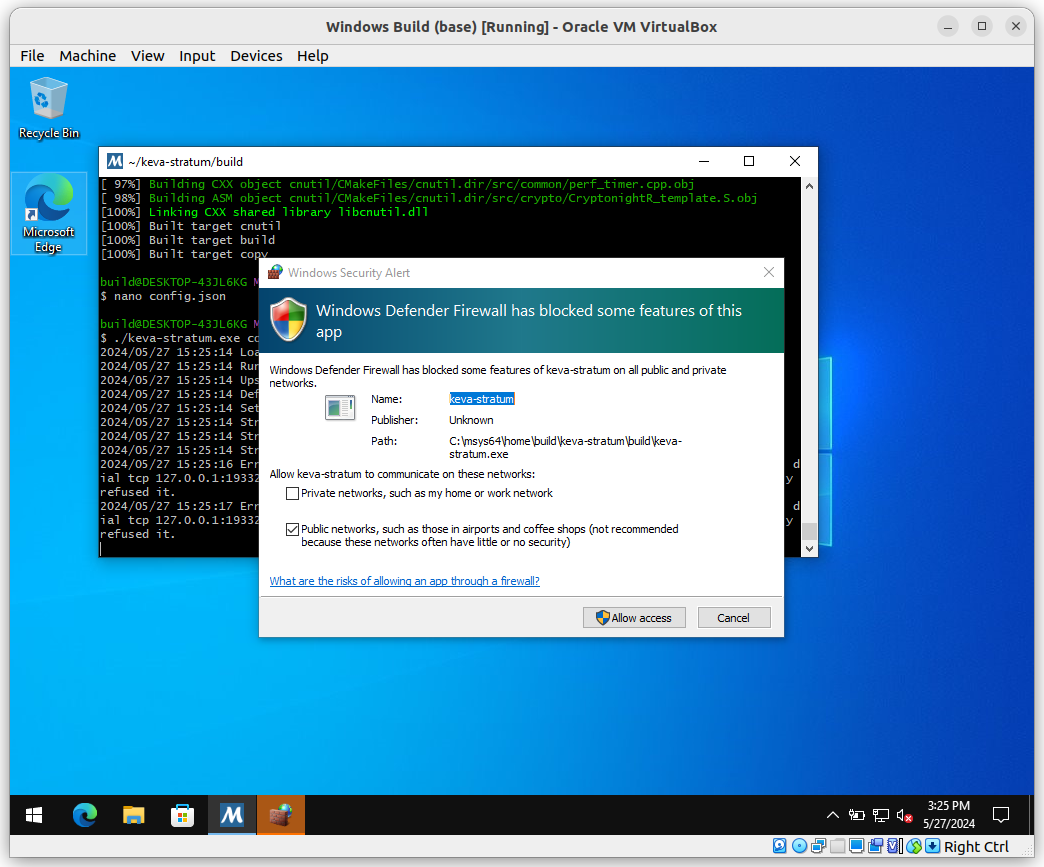 Windows Build (base) [Running] - Oracle VM VirtualBox
File Machine View Input Devices Help
Recycle Bin
Microsoft
Edge
~/keva-stratum/build
[ 97%] Building CXX object cnutil/CMakeFiles/cnutil.dir/src/common/perf_timer.cpp.obj
[ 98%] Building ASM object cnutil/CMakeFiles/cnutil.dir/src/crypto/CryptonightR_template.S.obj
[100%] Linking CXX shared library libcnutil.dll
[100%] Built target cnutil
[100%] Built target build
[100%] Built target copy
build@DESKTOP-43JL6KG M
$ nano config.json
build@DESKTOP-43JL6KG M
$ ./keva-stratum.exe co
2024/05/27 15:25:14 Loa
2024/05/27 15:25:14 Run
2024/05/27 15:25:14 Ups
2024/05/27 15:25:14 Def
2024/05/27 15:25:14 Set
2024/05/27 15:25:14 Str
2024/05/27 15:25:14 Str
2024/05/27 15:25:14 Str
2024/05/27 15:25:16 Err d
ial tcp 127.0.0.1:19332 y
refused it.
2024/05/27 15:25:17 Err d
ial tcp 127.0.0.1:19332 y
refused it.
Windows Security Alert
Windows Defender Firewall has blocked some features of this
app
Windows Defender Firewall has blocked some features of keva-stratum on all public and private
networks.
Name: keva-stratum
Publisher: Unknown
Path: C:\msys64\home\build\keva-stratum\build\keva-
stratum.exe
Allow keva-stratum to communicate on these networks:
Private networks, such as my home or work network
Public networks, such as those in airports and coffee shops (not recommended
because these networks often have little or no security)
What are the risks of allowing an app through a firewall?
Allow access Cancel
3:25 PM
5/27/2024
Right Ctrl